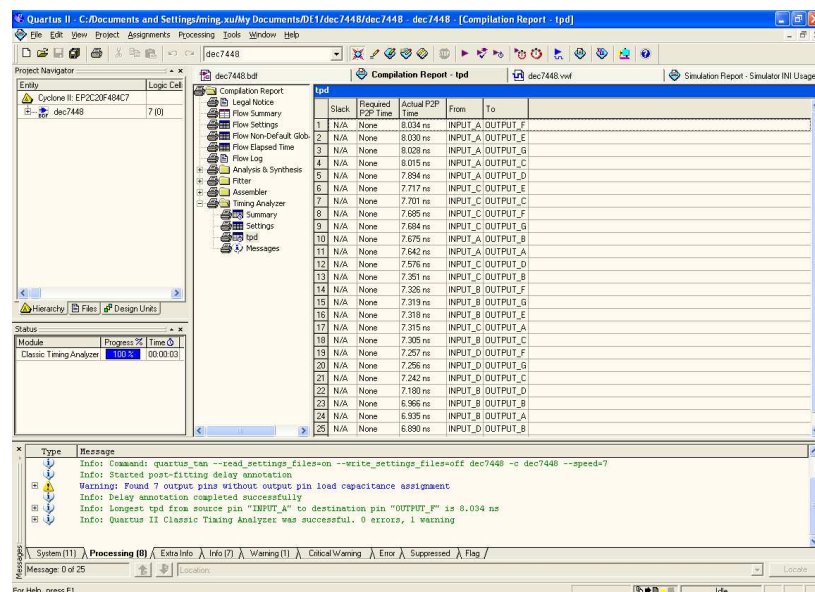 Quartus II - C:/Documents and Settings/ming.xu/My Documents/DE1/dec7448/dec7448 - dec7448 - [Compilation Report - tpd]
File Edit View Project Assignments Processing Tools Window Help
dec7448
Project Navigator
Entity Logic Cell
Cyclone II: EP2C20F484C7
dec7448 7 (0)
Hierarchy Files Design Units
Status
Module Progress % Time
Classic Timing Analyzer 100 % 00:00:03
dec7448.bdf Compilation Report - tpd dec7448.vwf Simulation Report - Simulator INI Usage
Compilation Report
Legal Notice
Flow Summary
Flow Settings
Flow Non-Default Glob
Flow Elapsed Time
Flow Log
Analysis & Synthesis
Fitter
Assembler
Timing Analyzer
Summary
Settings
tpd
Messages
tpd
Slack Required P2P Time Actual P2P Time From To
1 N/A None 8.034 ns INPUT_A OUTPUT_F
2 N/A None 8.030 ns INPUT_A OUTPUT_E
3 N/A None 8.028 ns INPUT_A OUTPUT_G
4 N/A None 8.015 ns INPUT_A OUTPUT_C
5 N/A None 7.894 ns INPUT_A OUTPUT_D
6 N/A None 7.717 ns INPUT_C OUTPUT_E
7 N/A None 7.701 ns INPUT_C OUTPUT_C
8 N/A None 7.685 ns INPUT_C OUTPUT_F
9 N/A None 7.684 ns INPUT_C OUTPUT_G
10 N/A None 7.675 ns INPUT_A OUTPUT_B
11 N/A None 7.642 ns INPUT_A OUTPUT_A
12 N/A None 7.576 ns INPUT_C OUTPUT_D
13 N/A None 7.351 ns INPUT_C OUTPUT_B
14 N/A None 7.326 ns INPUT_B OUTPUT_F
15 N/A None 7.319 ns INPUT_B OUTPUT_G
16 N/A None 7.318 ns INPUT_B OUTPUT_E
17 N/A None 7.315 ns INPUT_C OUTPUT_A
18 N/A None 7.305 ns INPUT_B OUTPUT_C
19 N/A None 7.257 ns INPUT_D OUTPUT_F
20 N/A None 7.256 ns INPUT_D OUTPUT_G
21 N/A None 7.242 ns INPUT_D OUTPUT_C
22 N/A None 7.180 ns INPUT_B OUTPUT_D
23 N/A None 6.966 ns INPUT_B OUTPUT_B
24 N/A None 6.935 ns INPUT_B OUTPUT_A
25 N/A None 6.890 ns INPUT_D OUTPUT_B
Type Message
Info: Command: quartus_tan --read_settings_files=on --write_settings_files=off dec7448 -c dec7448 --speed=7
Info: Started post-fitting delay annotation
Warning: Found 7 output pins without output pin load capacitance assignment
Info: Delay annotation completed successfully
Info: Longest tpd from source pin "INPUT_A" to destination pin "OUTPUT_F" is 8.034 ns
Info: Quartus II Classic Timing Analyzer was successful. 0 errors, 1 warning
System (11) Processing (8) Extra Info Info (7) Warning (1) Critical Warning Error Suppressed Flag
Messages
Message: 0 of 25 Location: Locate
For Help, press F1 Idle